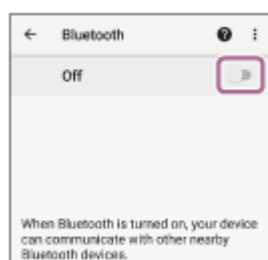 Bluetooth
Off
When Bluetooth is turned on, your device
can communicate with other nearby
Bluetooth devices.